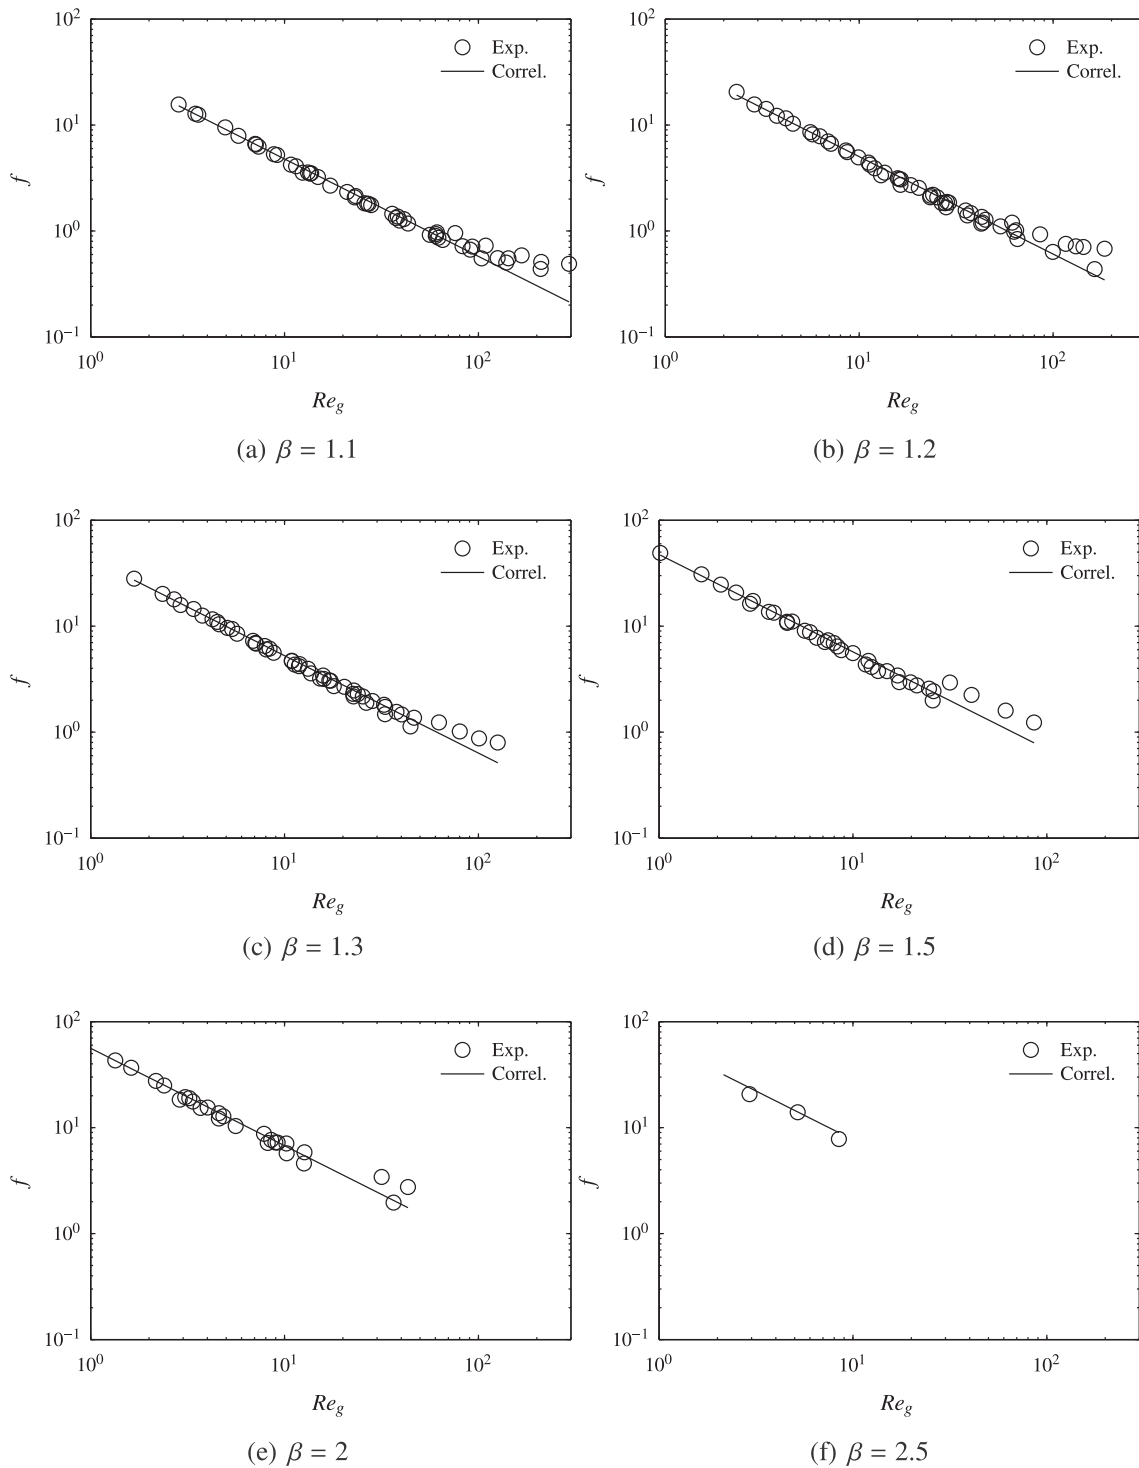 10^2
10^1
10^0
10^-1
f
Exp.
Correl.
10^0
10^1
10^2
Re_g
(a) β = 1.1
10^2
10^1
10^0
10^-1
f
Exp.
Correl.
10^0
10^1
10^2
Re_g
(b) β = 1.2
10^2
10^1
10^0
10^-1
f
Exp.
Correl.
10^0
10^1
10^2
Re_g
(c) β = 1.3
10^2
10^1
10^0
10^-1
f
Exp.
Correl.
10^0
10^1
10^2
Re_g
(d) β = 1.5
10^2
10^1
10^0
10^-1
f
Exp.
Correl.
10^0
10^1
10^2
Re_g
(e) β = 2
10^2
10^1
10^0
10^-1
f
Exp.
Correl.
10^0
10^1
10^2
Re_g
(f) β = 2.5